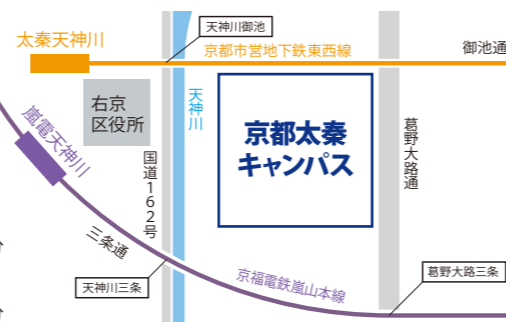 天神川御池
太秦天神川
京都市営地下鉄東西線
御池通
右京
区役所
天神川
京都太秦
キャンパス
葛野大路通
嵐電天神川
国道162号
三条通
天神川三条
京福電鉄嵐山本線
葛野大路三条